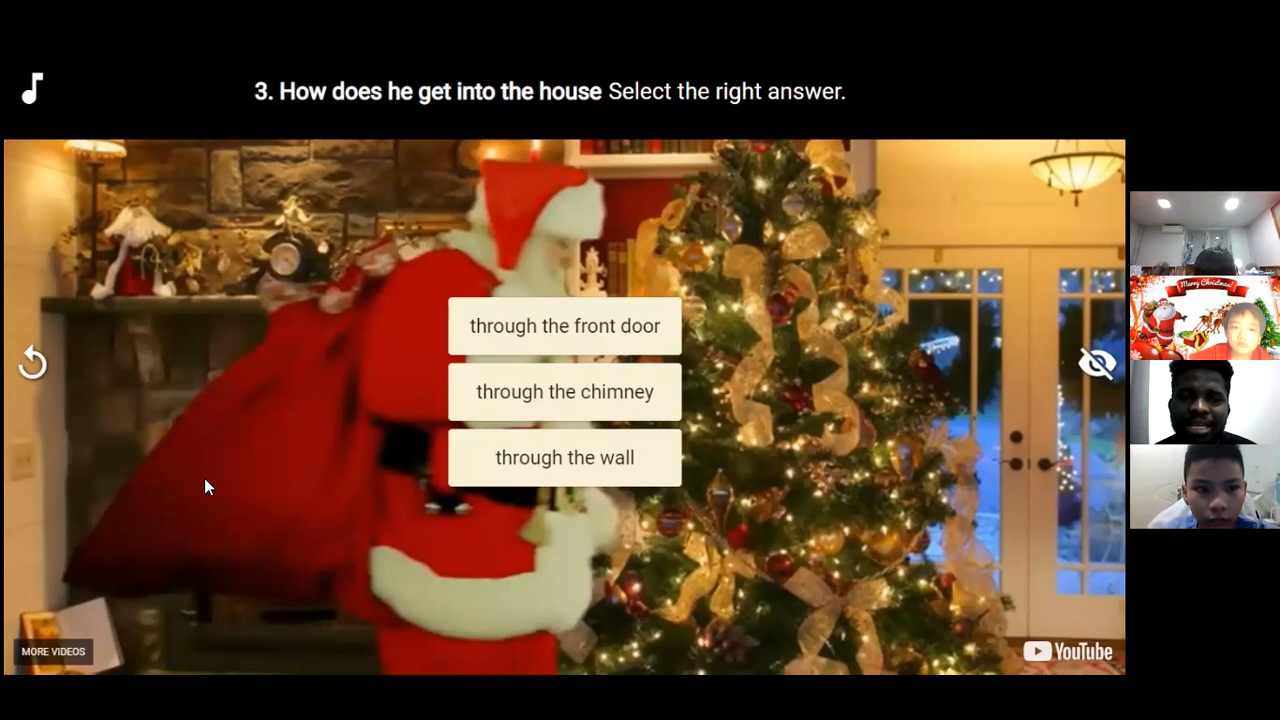 3. How does he get into the house Select the right answer.
Merry Christmas!
through the front door
through the chimney
through the wall
MORE VIDEOS
YouTube